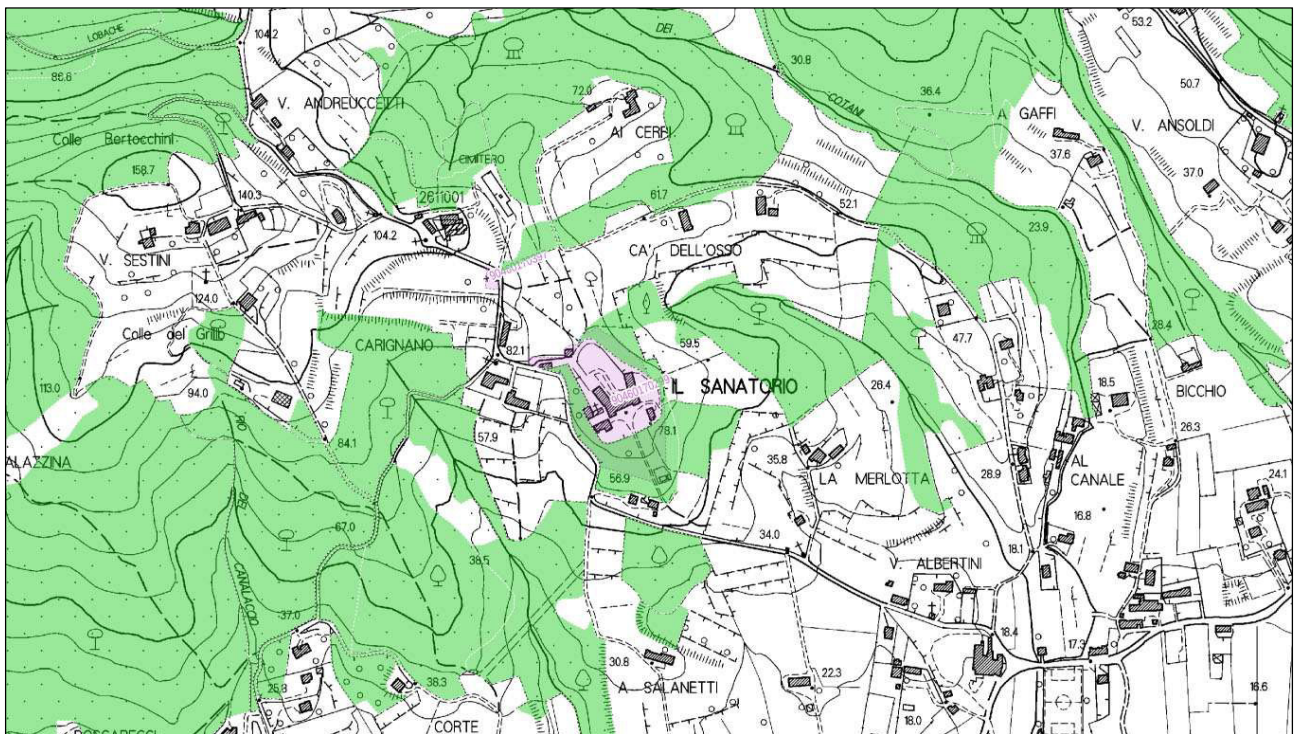 LOBACHE
104.2
DEI
53.2
88.6
30.8
50.7
72.0
36.4
V. ANDREUCCETTI
COTANI
A GAFFI
V. ANSOLDI
AI CERRI
Colle Bertocchini
37.6
CIMITERO
158.7
37.0
140.3
2611001
61.7
52.1
104.2
23.9
V. SESTINI
CA' DELL'OSSO
124.0
28.4
Colle del Grillo
CARIGNANO
82.1
59.5
47.7
113.0
94.0
IL SANATORIO
26.4
18.5
BICCHIO
RIO
78.1
26.3
84.1
57.9
ALAZZINA
35.8
AL
CANALE
24.1
56.9
LA MERLOTTA
28.9
DEI
67.0
16.8
34.0
38.5
18.1
V. ALBERTINI
CANALACCIO
37.0
18.4
17.3
30.8
25.8
38.3
A SALANETTI
22.3
16.6
CORTE
18.0